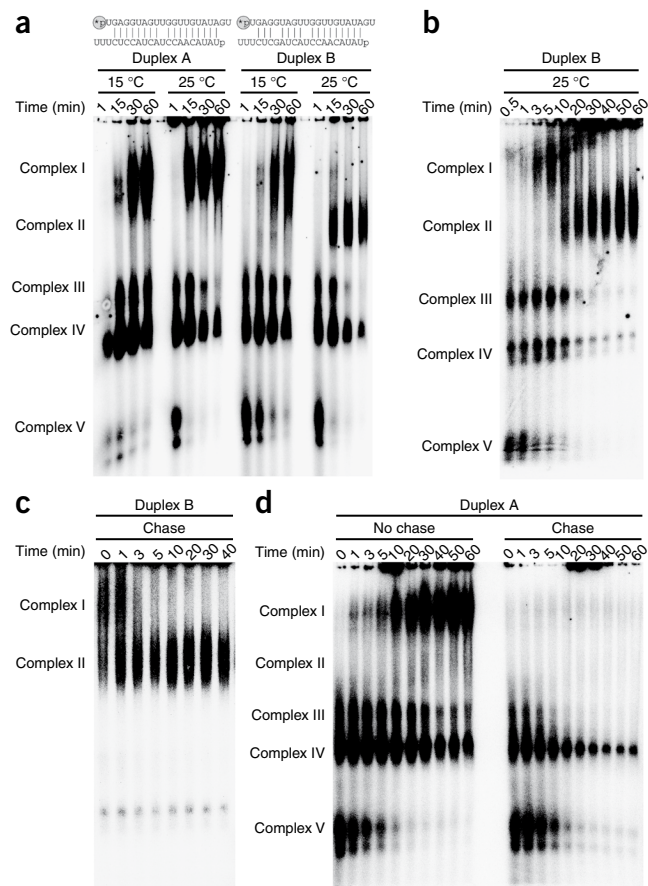 a
*pUGAGGUAGUUGGUUGUAUAGU
UUUCUCCAUCAUCCAACAUAUp
*pUGAGGUAGUUGGUUGUAUAGU
UUUCUCGAUCAUCCAACAUAUp
Duplex A
Duplex B
15 °C
25 °C
15 °C
25 °C
Time (min)
1 15 30 60
1 15 30 60
1 15 30 60
1 15 30 60
Complex I
Complex II
Complex III
Complex IV
Complex V
b
Duplex B
25 °C
Time (min)
0.5 1 3 5 10 20 30 40 50 60
Complex I
Complex II
Complex III
Complex IV
Complex V
c
Duplex B
Chase
Time (min)
0 1 3 5 10 20 30 40
Complex I
Complex II
d
Duplex A
No chase
Chase
Time (min)
0 1 3 5 10 20 30 40 50 60
0 1 3 5 10 20 30 40 50 60
Complex I
Complex II
Complex III
Complex IV
Complex V